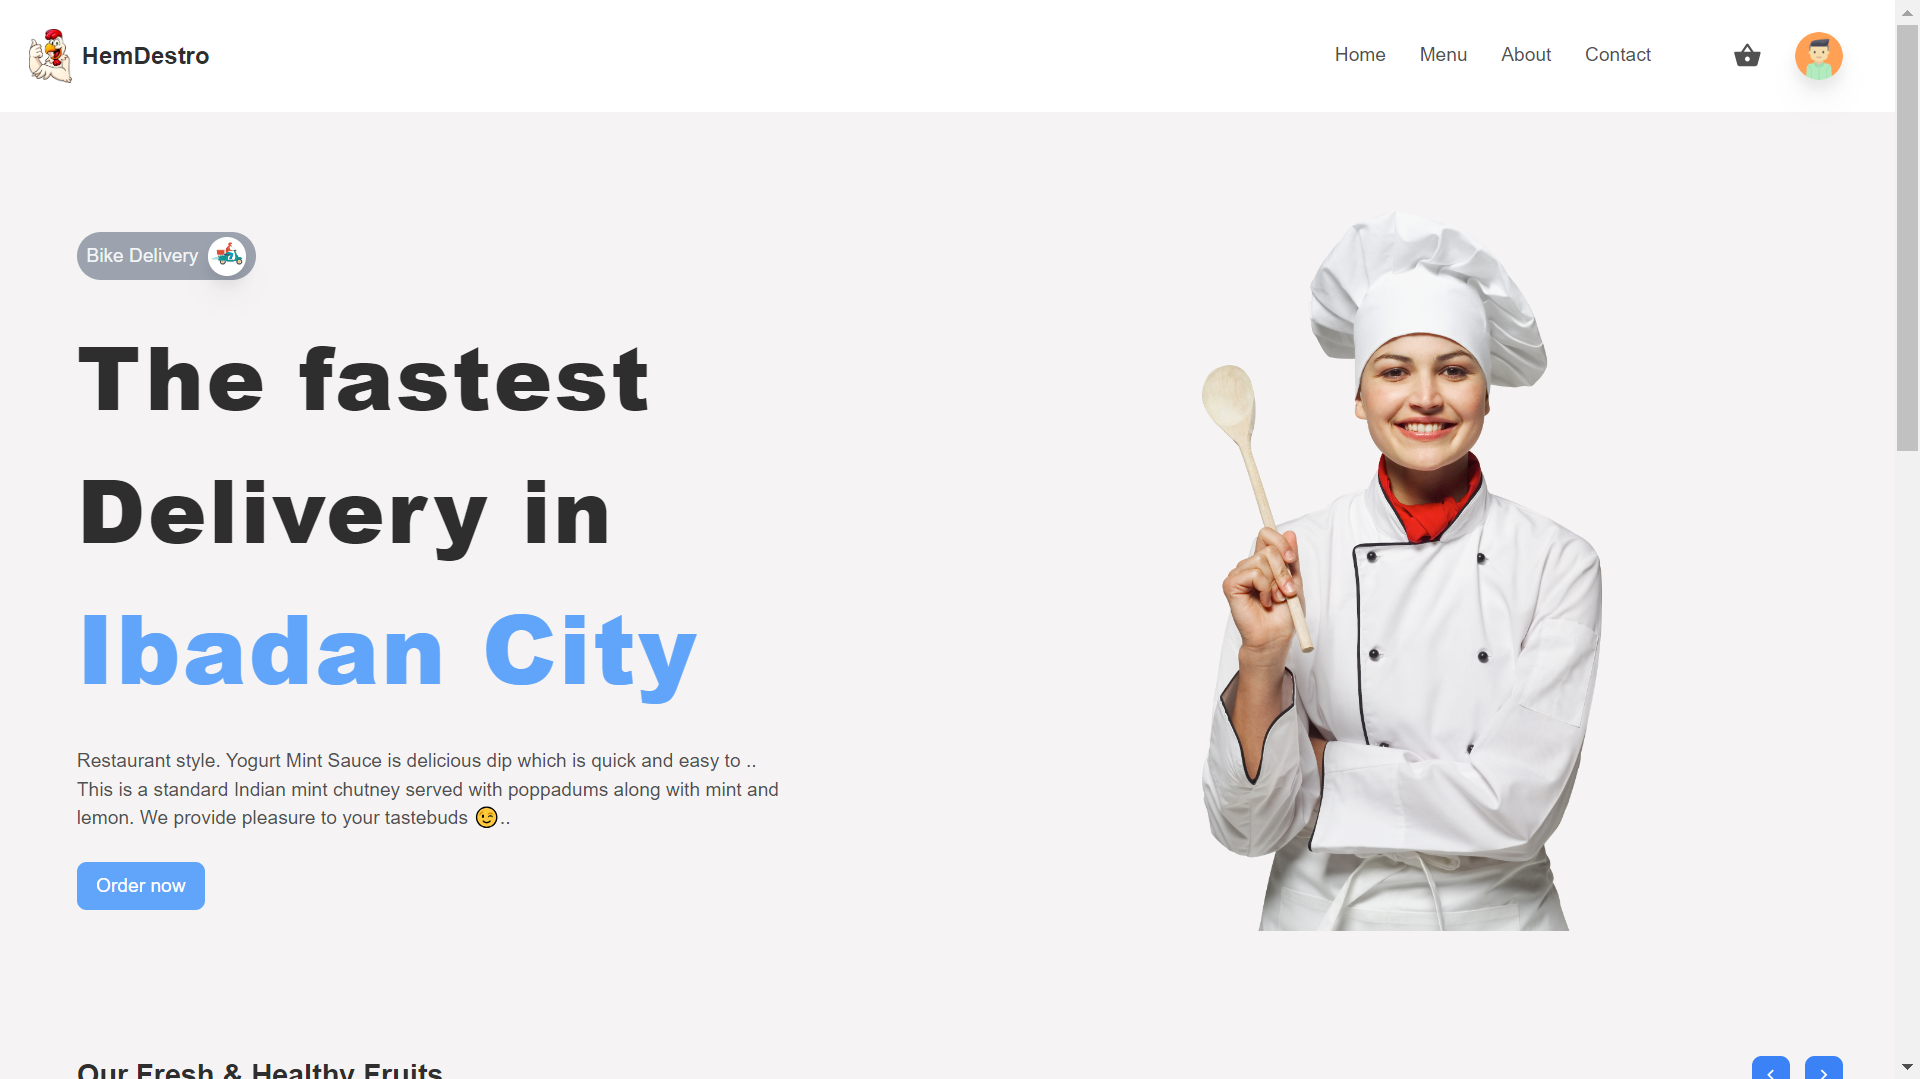 HemDestro
Home Menu About Contact
Bike Delivery
The fastest
Delivery in
Ibadan City
Restaurant style. Yogurt Mint Sauce is delicious dip which is quick and easy to ..
This is a standard Indian mint chutney served with poppadums along with mint and
lemon. We provide pleasure to your tastebuds 😉..
Order now
Our Fresh & Healthy Fruits